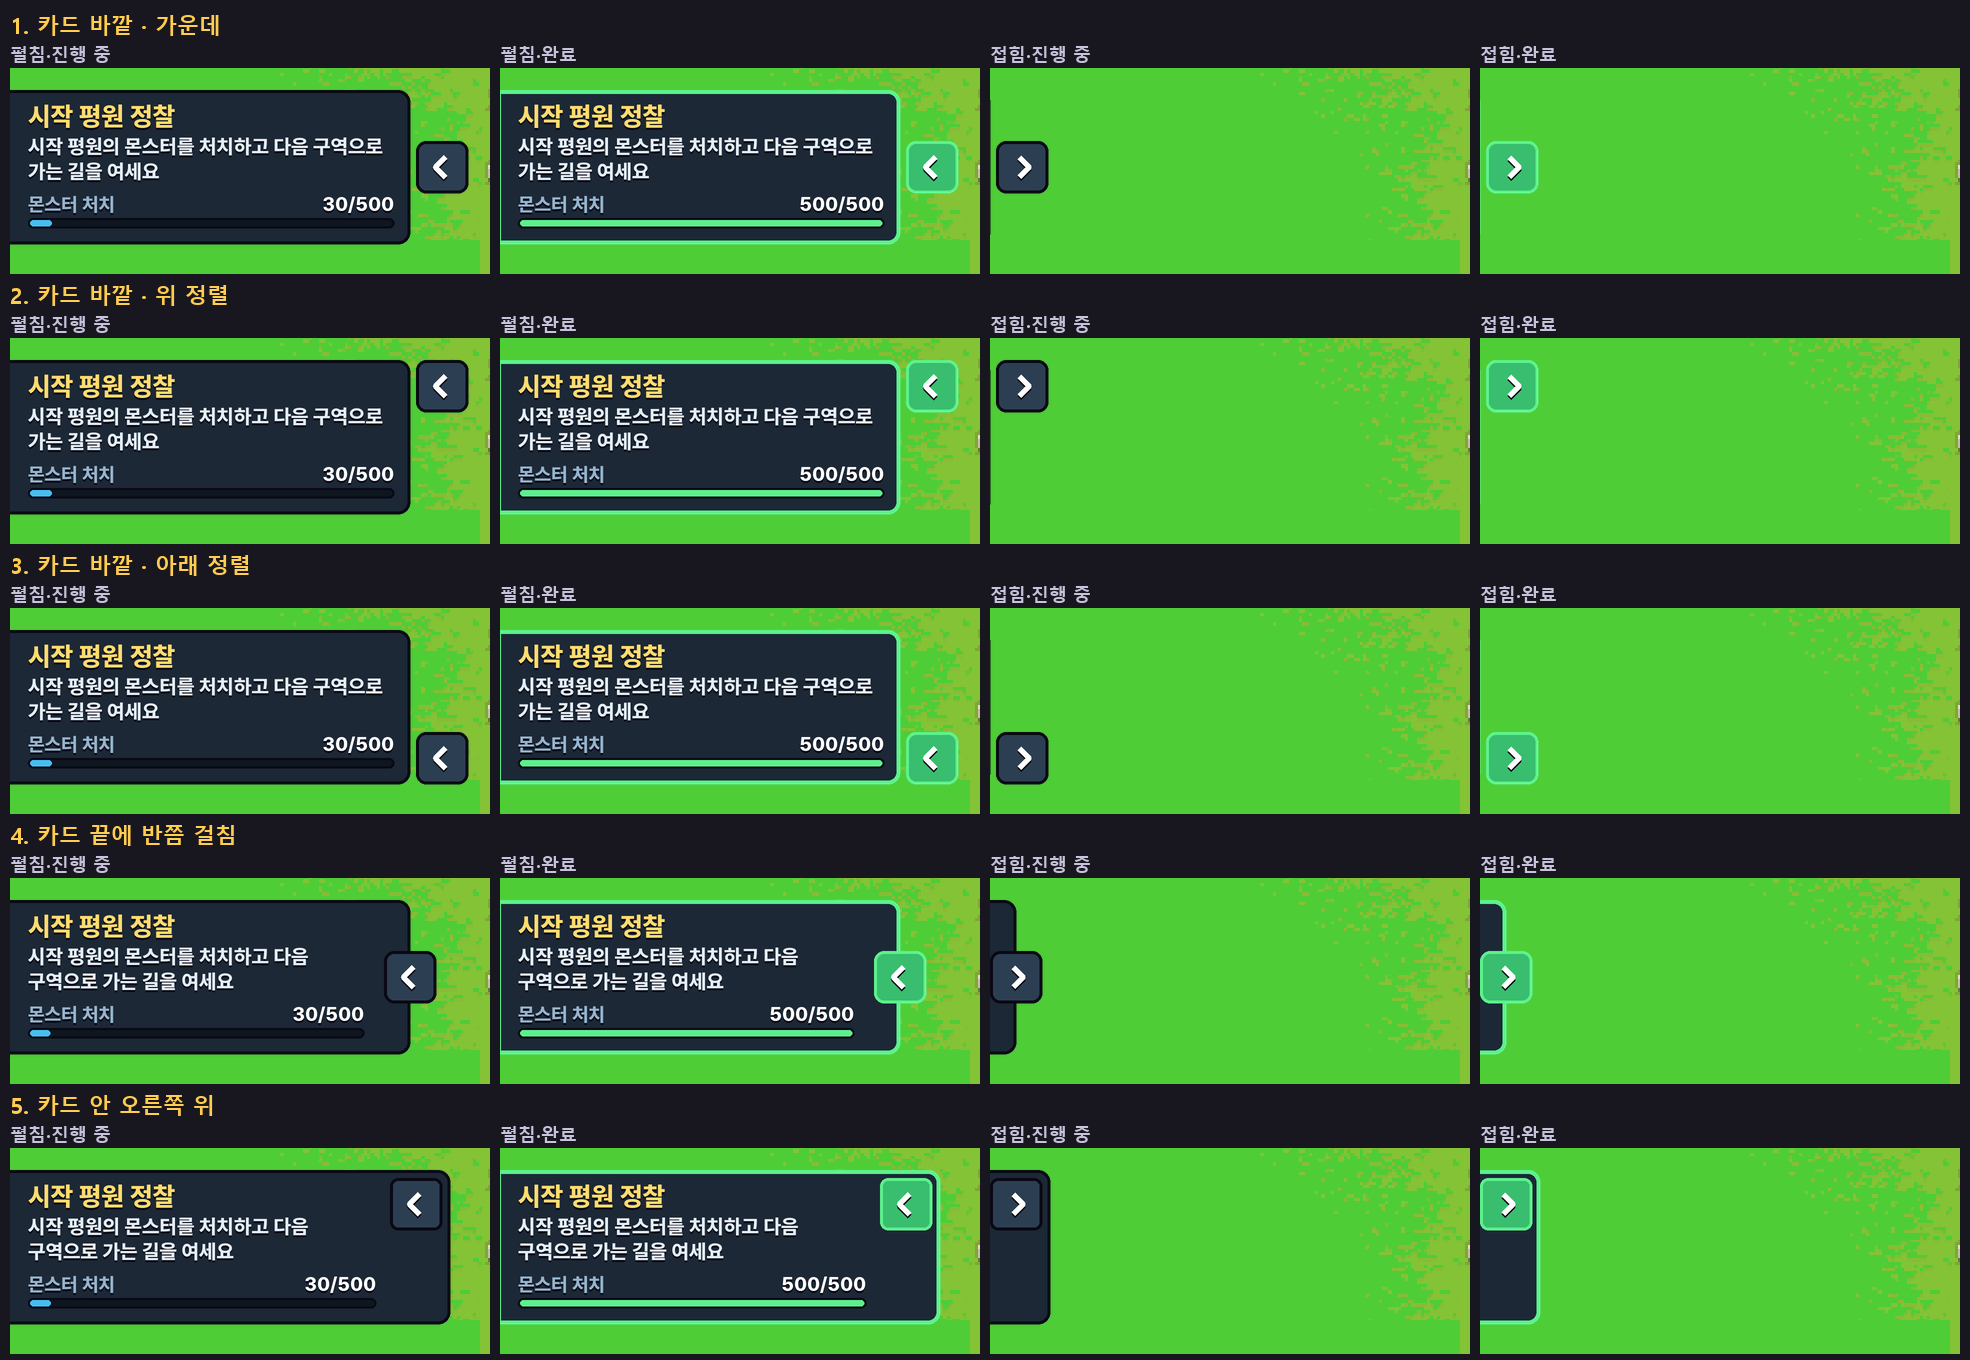 1. 카드 바깥 · 가운데
펼침·진행 중
펼침·완료
접힘·진행 중
접힘·완료
시작 평원 정찰
시작 평원의 몬스터를 처치하고 다음 구역으로
가는 길을 여세요
몬스터 처치 30/500
시작 평원 정찰
시작 평원의 몬스터를 처치하고 다음 구역으로
가는 길을 여세요
몬스터 처치 500/500
2. 카드 바깥 · 위 정렬
펼침·진행 중
펼침·완료
접힘·진행 중
접힘·완료
시작 평원 정찰
시작 평원의 몬스터를 처치하고 다음 구역으로
가는 길을 여세요
몬스터 처치 30/500
시작 평원 정찰
시작 평원의 몬스터를 처치하고 다음 구역으로
가는 길을 여세요
몬스터 처치 500/500
3. 카드 바깥 · 아래 정렬
펼침·진행 중
펼침·완료
접힘·진행 중
접힘·완료
시작 평원 정찰
시작 평원의 몬스터를 처치하고 다음 구역으로
가는 길을 여세요
몬스터 처치 30/500
시작 평원 정찰
시작 평원의 몬스터를 처치하고 다음 구역으로
가는 길을 여세요
몬스터 처치 500/500
4. 카드 끝에 반쯤 걸침
펼침·진행 중
펼침·완료
접힘·진행 중
접힘·완료
시작 평원 정찰
시작 평원의 몬스터를 처치하고 다음
구역으로 가는 길을 여세요
몬스터 처치 30/500
시작 평원 정찰
시작 평원의 몬스터를 처치하고 다음
구역으로 가는 길을 여세요
몬스터 처치 500/500
5. 카드 안 오른쪽 위
펼침·진행 중
펼침·완료
접힘·진행 중
접힘·완료
시작 평원 정찰
시작 평원의 몬스터를 처치하고 다음
구역으로 가는 길을 여세요
몬스터 처치 30/500
시작 평원 정찰
시작 평원의 몬스터를 처치하고 다음
구역으로 가는 길을 여세요
몬스터 처치 500/500